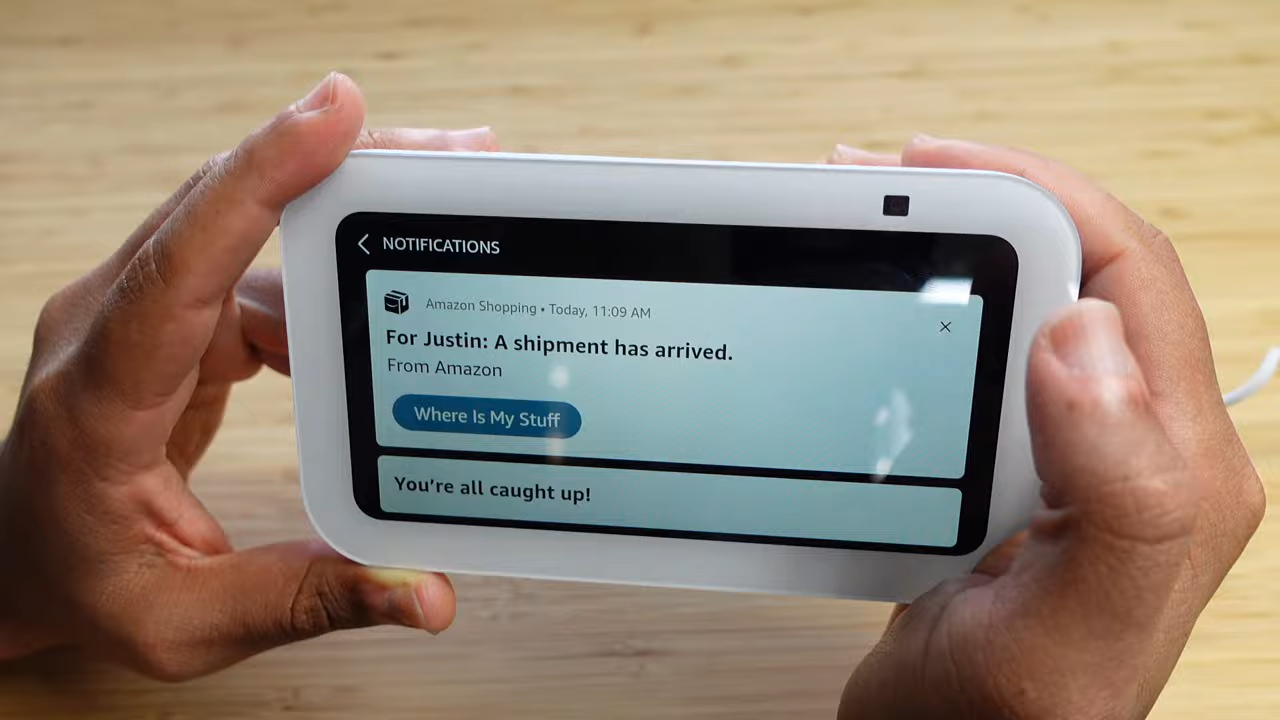 NOTIFICATIONS
Amazon Shopping • Today, 11:09 AM
For Justin: A shipment has arrived.
From Amazon
Where Is My Stuff
You’re all caught up!